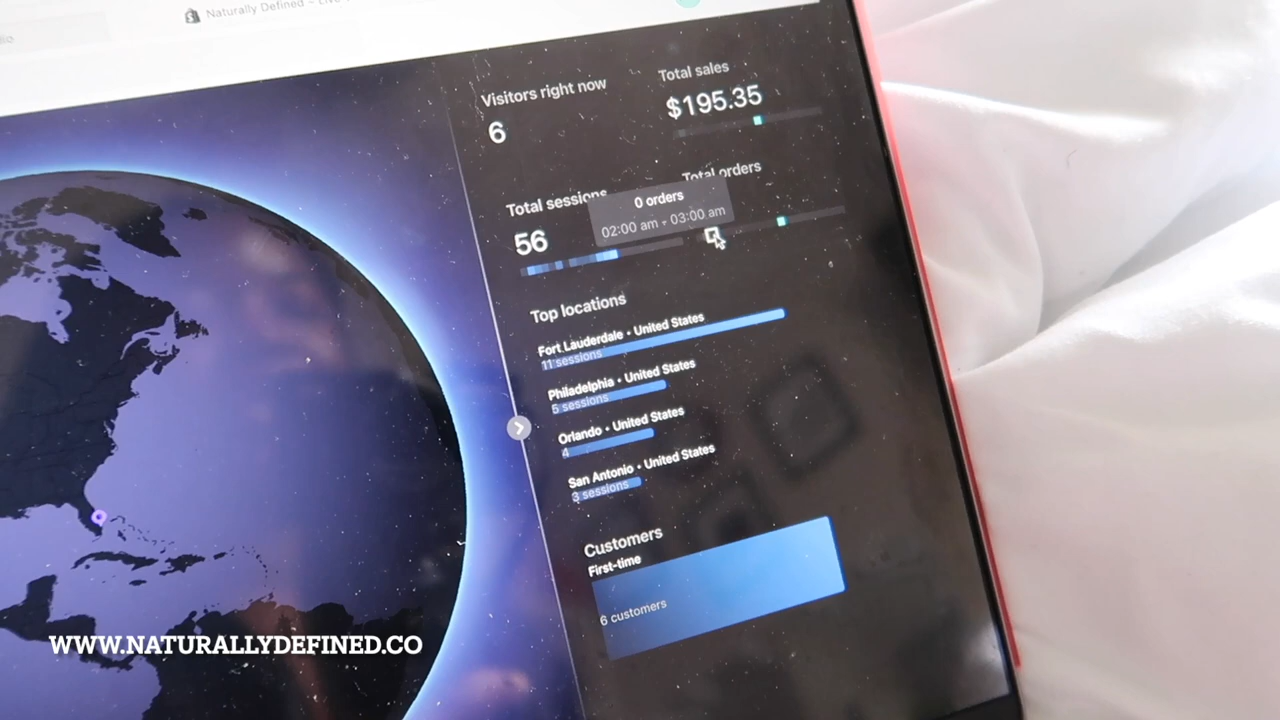 Naturally Defined – Live
Visitors right now
6
Total sales
$195.35
Total sessions
56
Total orders
0 orders
02:00 am - 03:00 am
Top locations
Fort Lauderdale • United States
11 sessions
Philadelphia • United States
5 sessions
Orlando • United States
4
San Antonio • United States
3 sessions
Customers
First-time
6 customers
WWW.NATURALLYDEFINED.CO